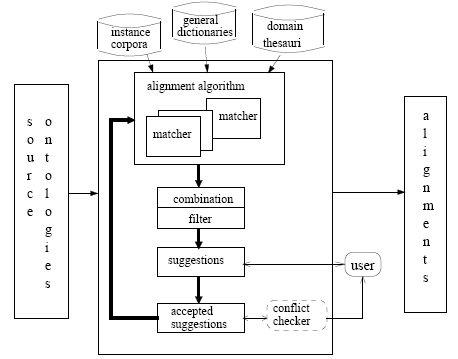 instance
corpora
general
dictionaries
domain
thesauri
source
ontologies
alignment algorithm
matcher
matcher
combination
filter
suggestions
accepted
suggestions
conflict
checker
user
alignments